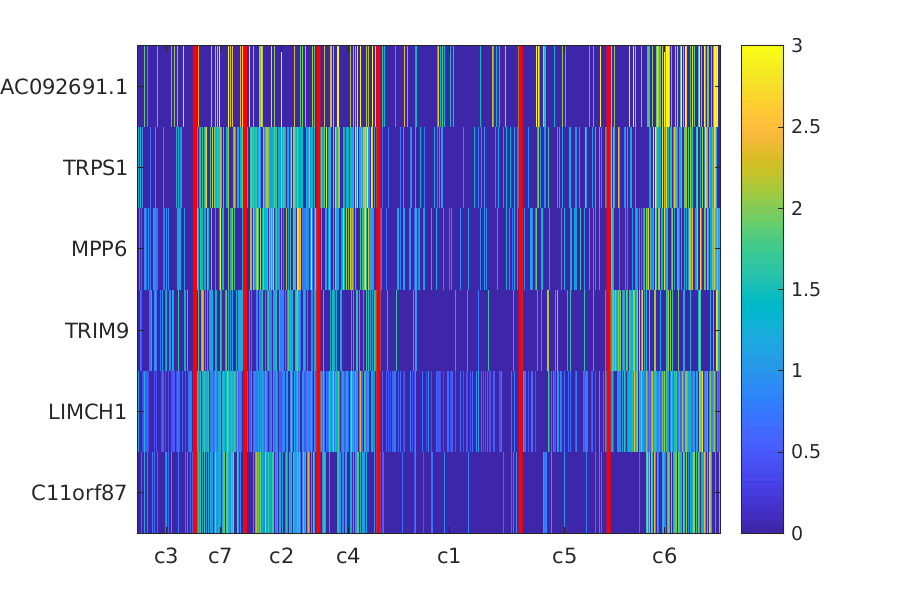 AC092691.1
TRPS1
MPP6
TRIM9
LIMCH1
C11orf87
c3 c7 c2 c4 c1 c5 c6
3
2.5
2
1.5
1
0.5
0